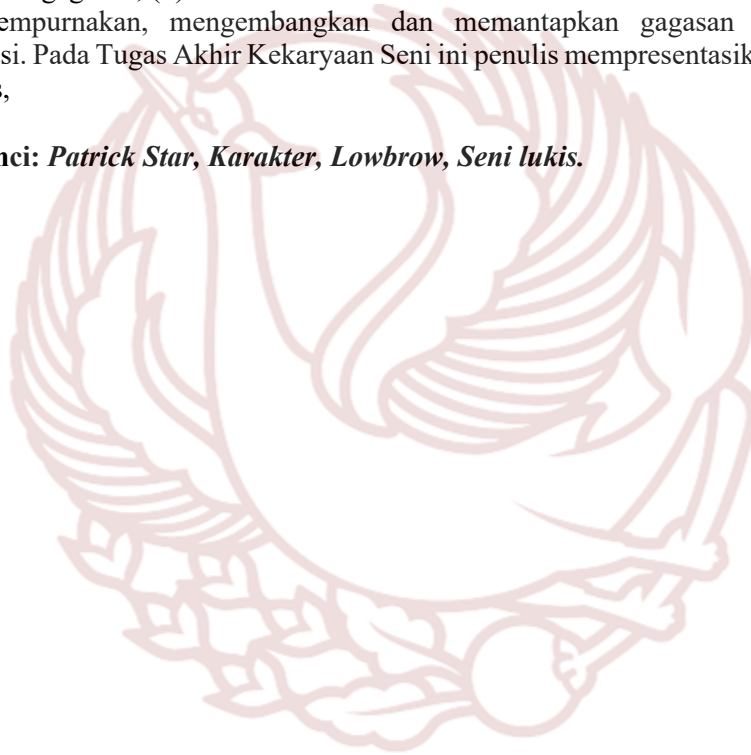 empurnakan, mengembangkan dan memantapkan gagasan
si. Pada Tugas Akhir Kekaryaan Seni ini penulis mempresentasik
nci: Patrick Star, Karakter, Lowbrow, Seni lukis.